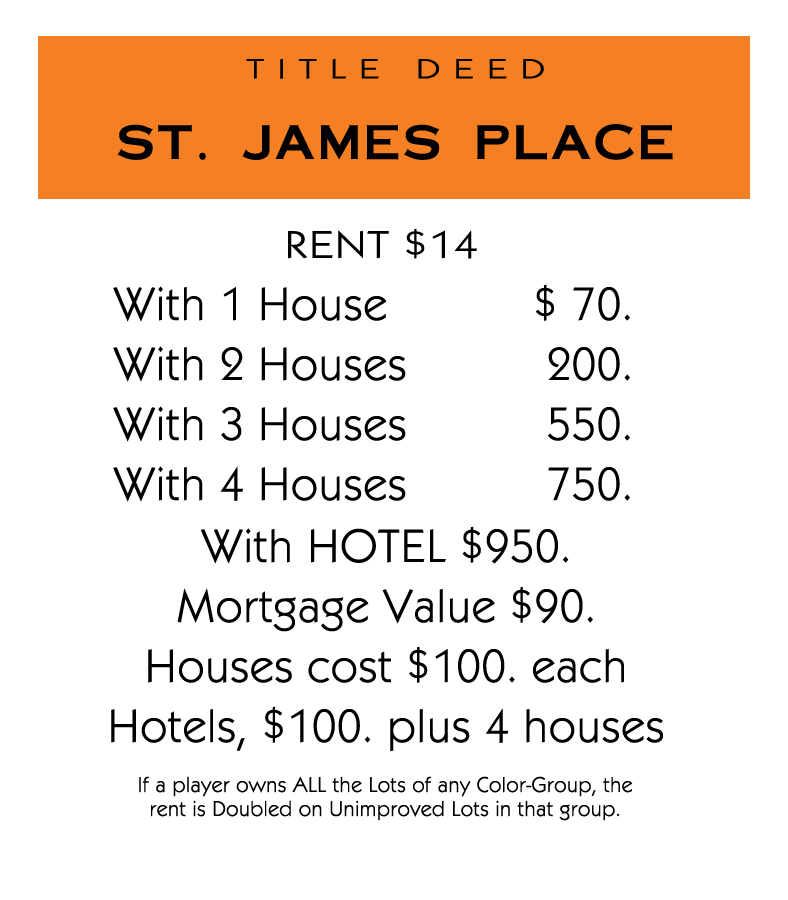 TITLE DEED
ST. JAMES PLACE
RENT $14
With 1 House $ 70.
With 2 Houses 200.
With 3 Houses 550.
With 4 Houses 750.
With HOTEL $950.
Mortgage Value $90.
Houses cost $100. each
Hotels, $100. plus 4 houses
If a player owns ALL the Lots of any Color-Group, the
rent is Doubled on Unimproved Lots in that group.